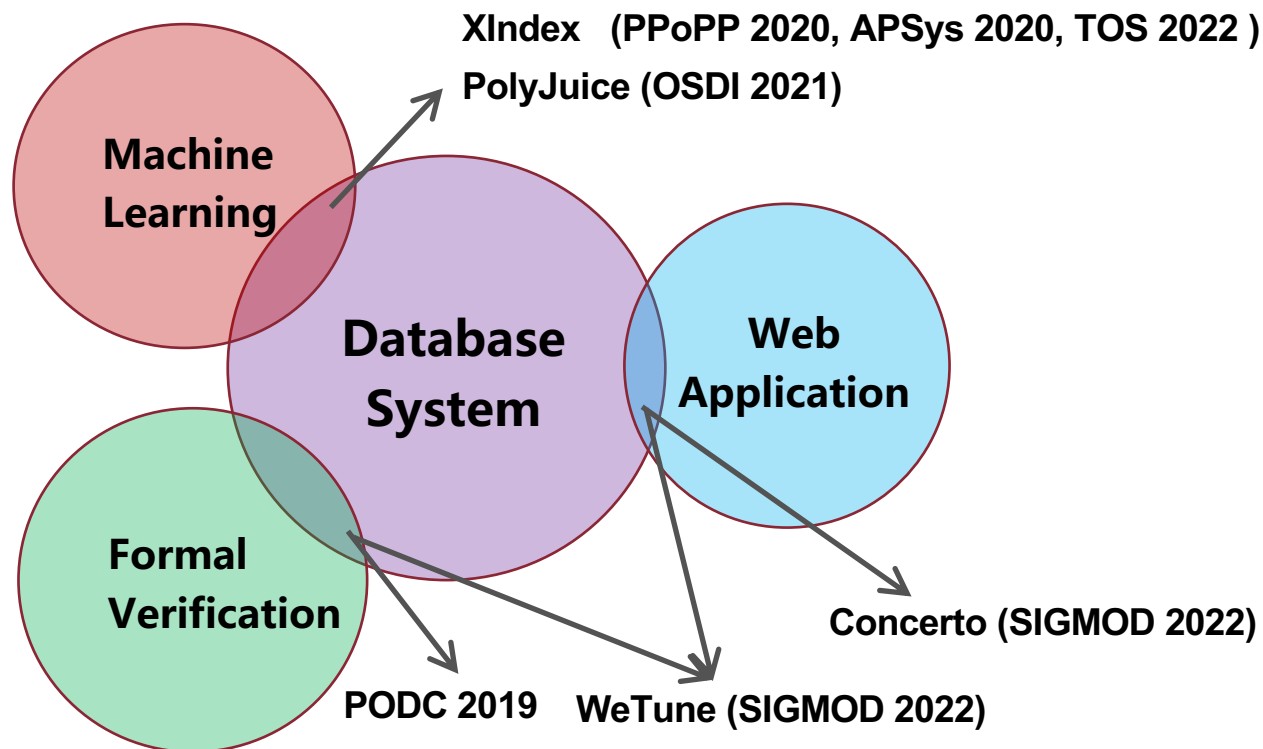 XIndex (PPoPP 2020, APSys 2020, TOS 2022 )
PolyJuice (OSDI 2021)
Machine
Learning
Database
System
Web
Application
Formal
Verification
Concerto (SIGMOD 2022)
PODC 2019
WeTune (SIGMOD 2022)